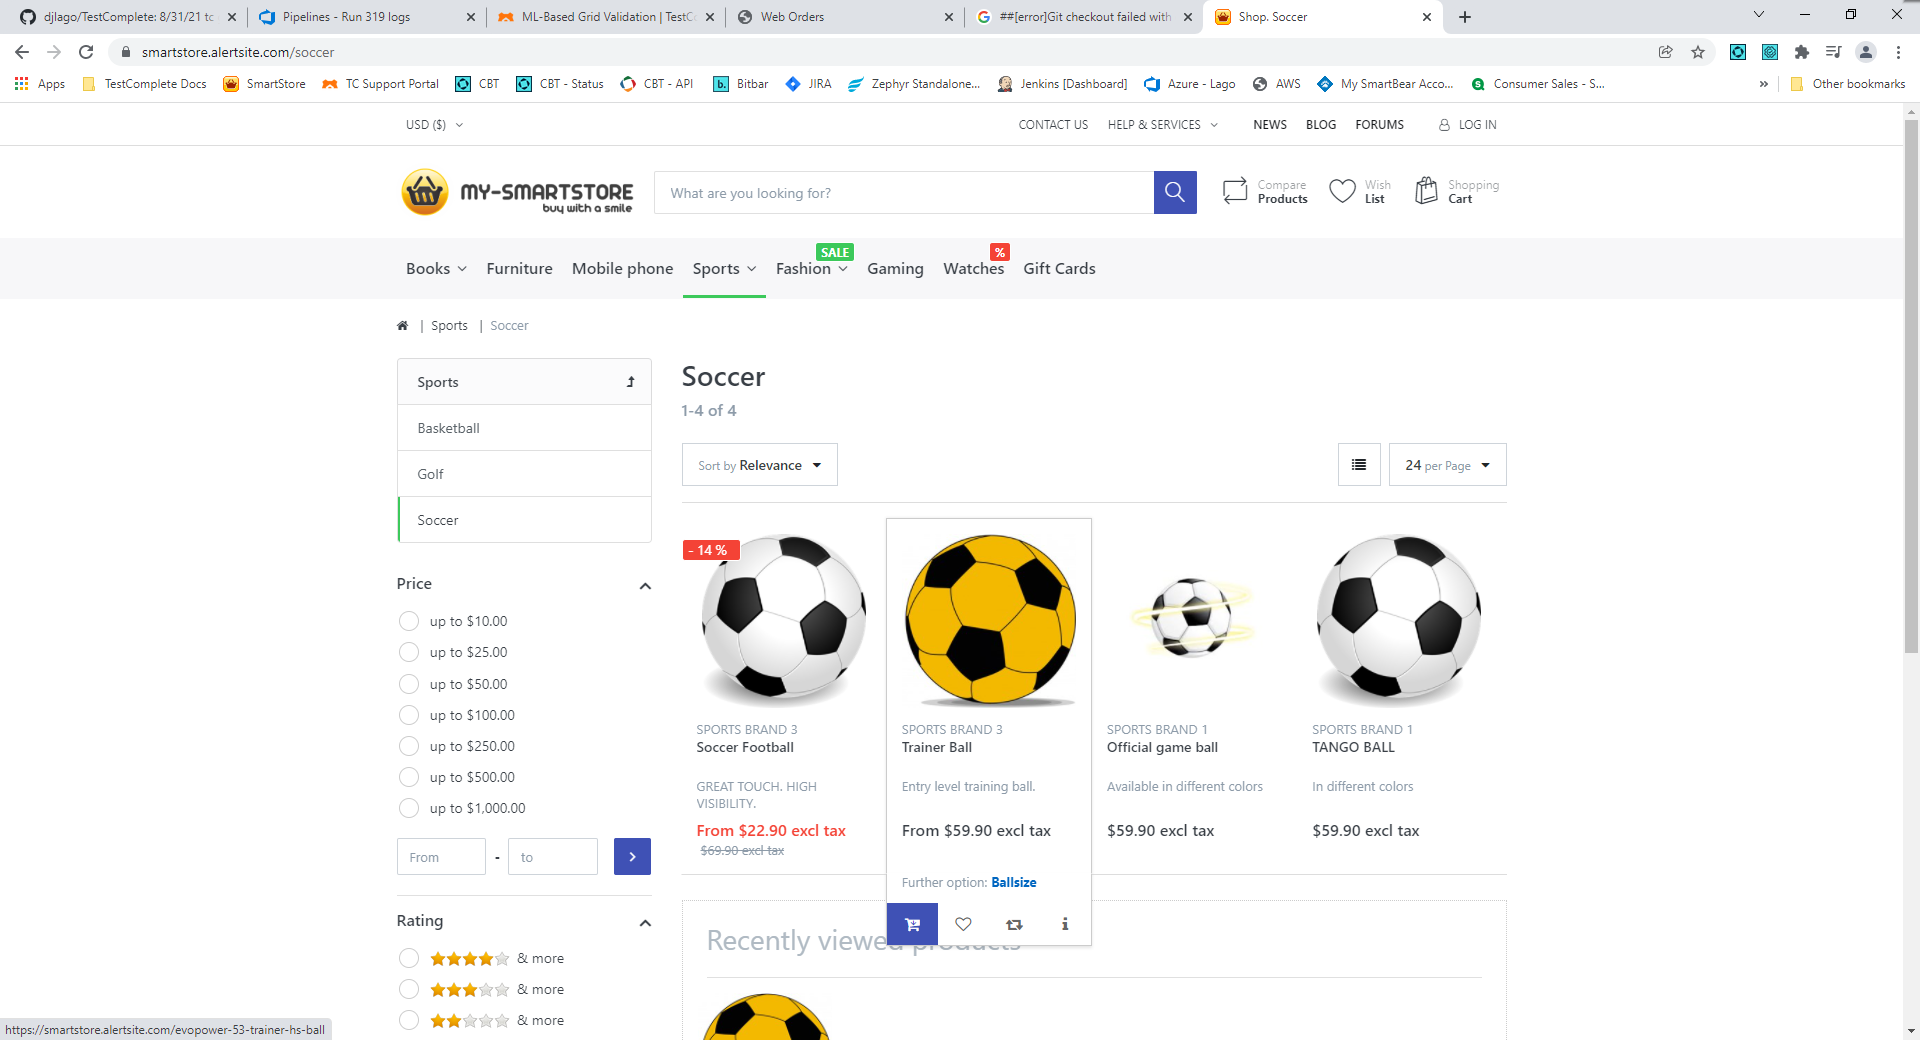 djlago/TestComplete: 8/31/21 to
Pipelines - Run 319 logs
ML-Based Grid Validation | TestC
Web Orders
##[error]Git checkout failed with
Shop. Soccer
smartstore.alertsite.com/soccer
Apps
TestComplete Docs
SmartStore
TC Support Portal
CBT
CBT - Status
CBT - API
b. Bitbar
JIRA
Zephyr Standalone...
Jenkins [Dashboard]
Azure - Lago
AWS
My SmartBear Acco...
Consumer Sales - S...
»
Other bookmarks
USD ($)
CONTACT US
HELP & SERVICES
NEWS
BLOG
FORUMS
LOG IN
MY-SMARTSTORE
buy with a smile
What are you looking for?
Compare
Products
Wish
List
Shopping
Cart
SALE
%
Books
Furniture
Mobile phone
Sports
Fashion
Gaming
Watches
Gift Cards
| Sports | Soccer
Sports
Basketball
Golf
Soccer
Price
up to $10.00
up to $25.00
up to $50.00
up to $100.00
up to $250.00
up to $500.00
up to $1,000.00
From - to
Rating
& more
& more
& more
Soccer
1-4 of 4
Sort by Relevance
24 per Page
- 14 %
SPORTS BRAND 3
Soccer Football
GREAT TOUCH. HIGH
VISIBILITY.
From $22.90 excl tax
$69.90 excl tax
SPORTS BRAND 3
Trainer Ball
Entry level training ball.
From $59.90 excl tax
Further option: Ballsize
SPORTS BRAND 1
Official game ball
Available in different colors
$59.90 excl tax
SPORTS BRAND 1
TANGO BALL
In different colors
$59.90 excl tax
Recently viewed products
https://smartstore.alertsite.com/evopower-53-trainer-hs-ball